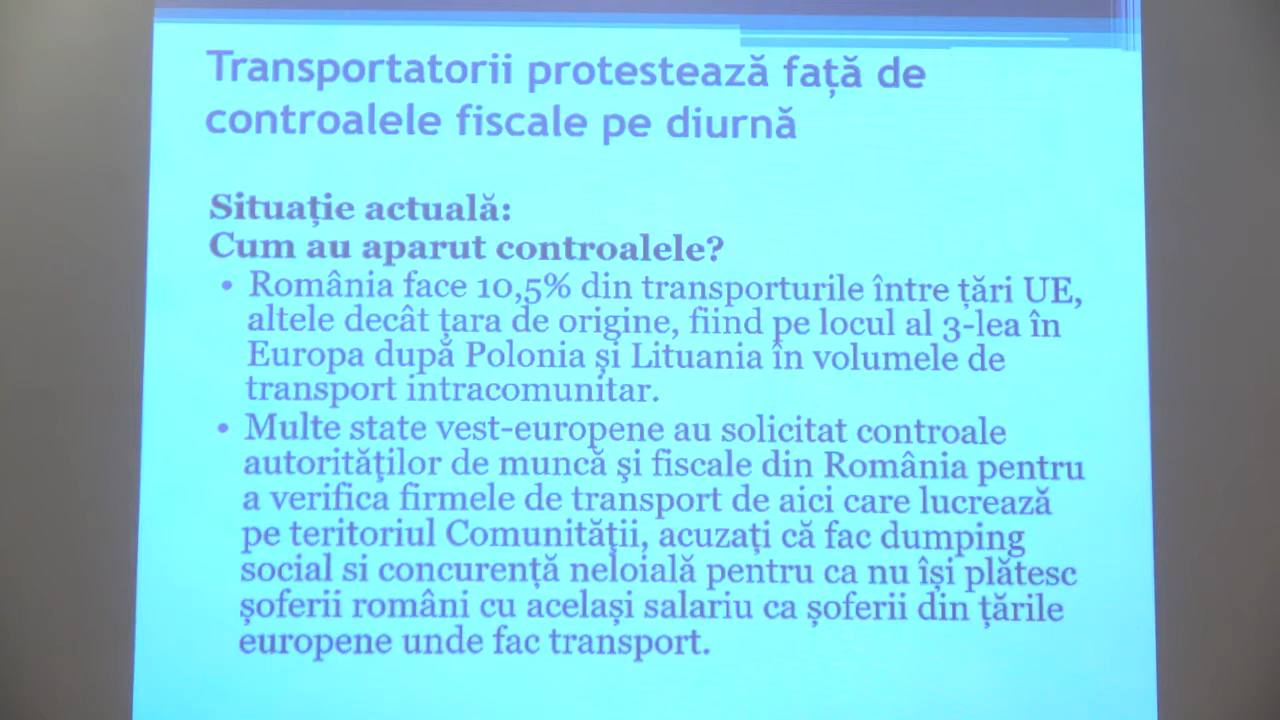 Transportatorii protestează față de
controalele fiscale pe diurnă
Situație actuală:
Cum au aparut controalele?
• România face 10,5% din transporturile între țări UE,
altele decât țara de origine, fiind pe locul al 3-lea în
Europa după Polonia și Lituania în volumele de
transport intracomunitar.
• Multe state vest-europene au solicitat controale
autorităţilor de muncă şi fiscale din România pentru
a verifica firmele de transport de aici care lucrează
pe teritoriul Comunităţii, acuzați că fac dumping
social si concurență neloială pentru ca nu își plătesc
șoferii români cu același salariu ca șoferii din țările
europene unde fac transport.